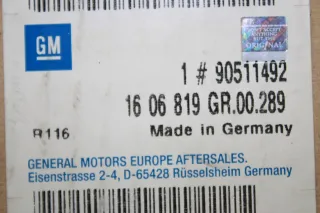 GM
ORIGINAL
1 # 90511492
16 06 819 GR.00.289
R116
Made in Germany
GENERAL MOTORS EUROPE AFTERSALES.
Eisenstrasse 2-4, D-65428 Rüsselsheim Germany